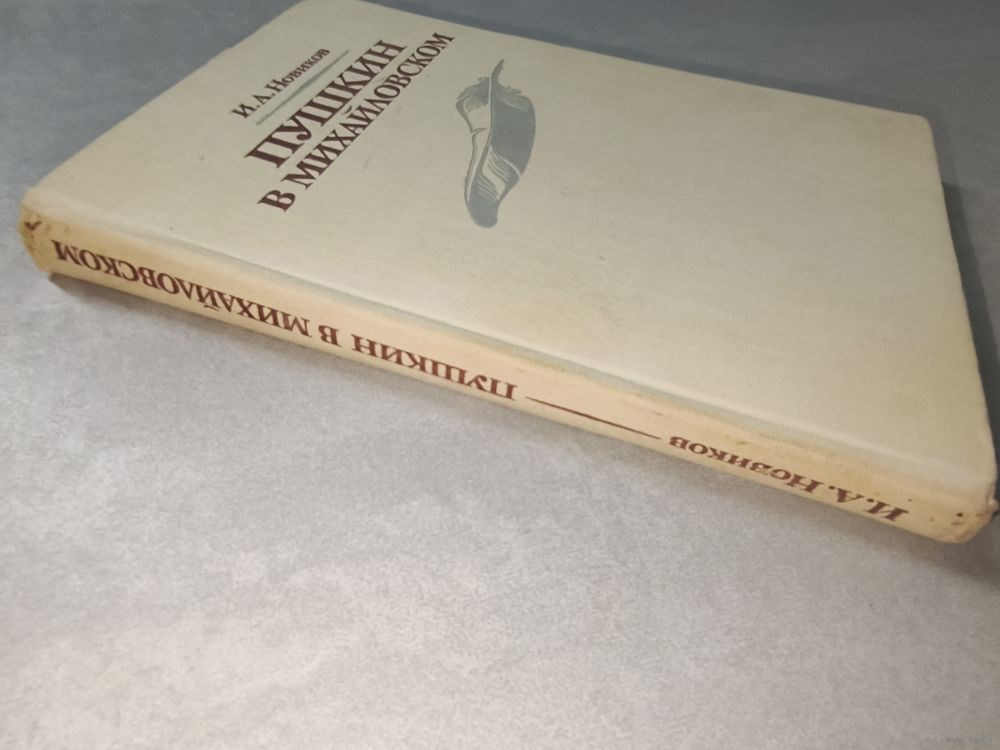 И. А. Новиков
ПУШКИН
В МИХАЙЛОВСКОМ
И. А. Новиков — ПУШКИН В МИХАЙЛОВСКОМ